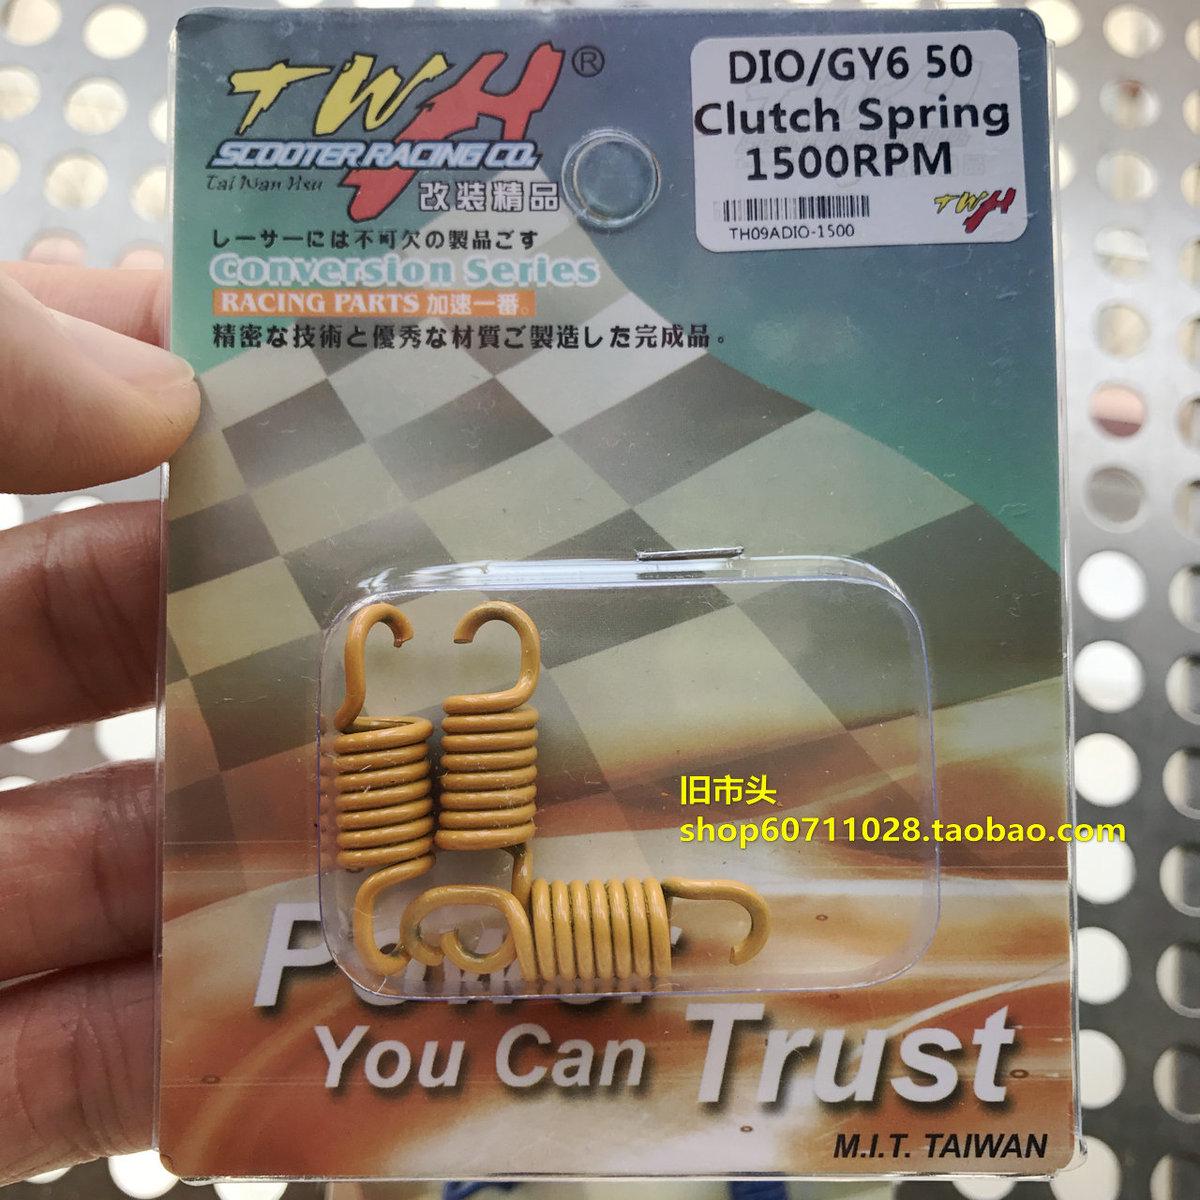 TWH®
SCOOTER RACING CO.
Tai Wan Hsu
改装精品
レーサーには不可欠の製品ごす
Conversion Series
RACING PARTS 加速一番。
精密な技術と優秀な材質ご製造した完成品。
DIO/GY6 50
Clutch Spring
1500RPM
TWH
TH09ADIO-1500
旧市头
shop60711028.taobao.com
Power
You Can Trust
M.I.T. TAIWAN